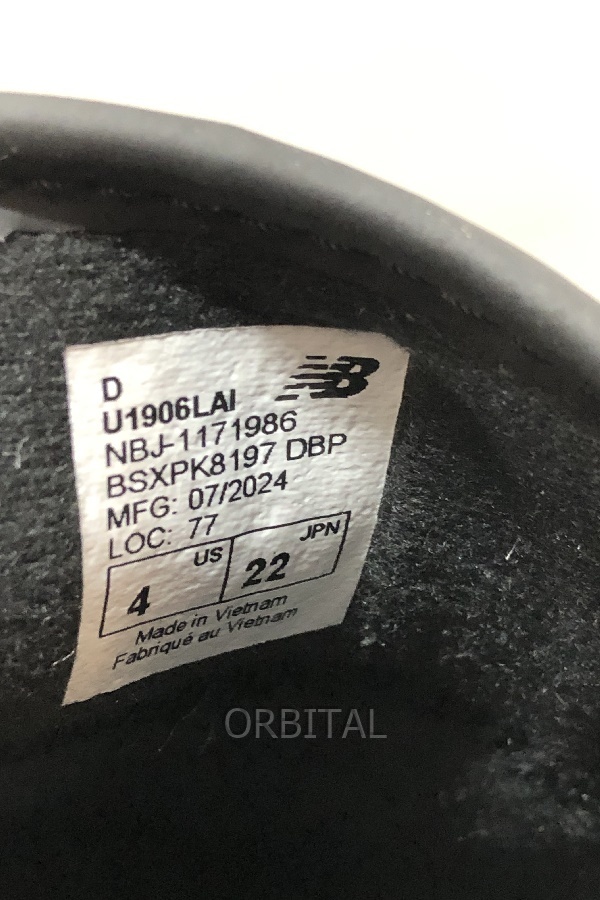 D
U1906LAI
NBJ-1171986
BSXPK8197 DBP
MFG: 07/2024
LOC: 77
US JPN
4 22
Made in Vietnam
Fabriqué au Vietnam
ORBITAL